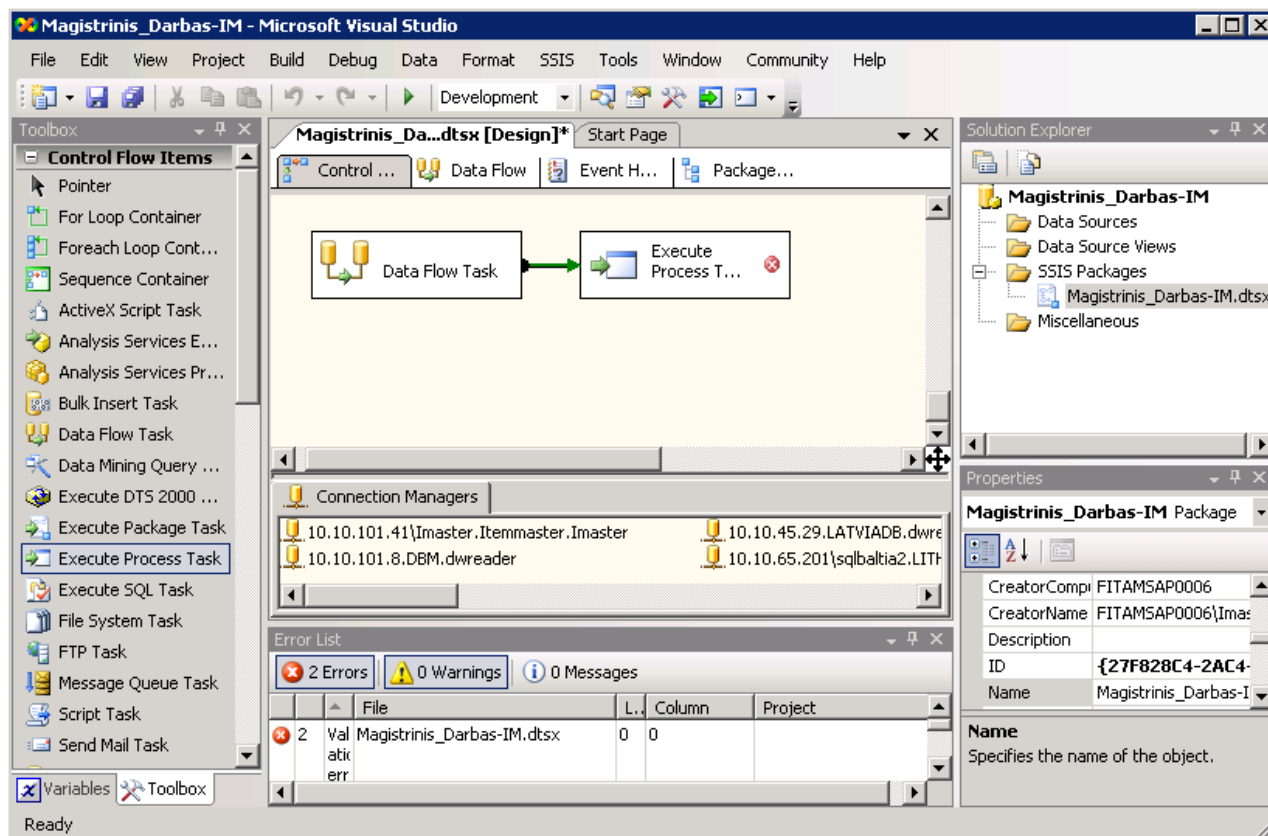 Magistrinis_Darbas-IM - Microsoft Visual Studio
File Edit View Project Build Debug Data Format SSIS Tools Window Community Help
Development
Toolbox
Control Flow Items
Pointer
For Loop Container
Foreach Loop Cont...
Sequence Container
ActiveX Script Task
Analysis Services E...
Analysis Services Pr...
Bulk Insert Task
Data Flow Task
Data Mining Query ...
Execute DTS 2000 ...
Execute Package Task
Execute Process Task
Execute SQL Task
File System Task
FTP Task
Message Queue Task
Script Task
Send Mail Task
Variables Toolbox
Magistrinis_Da...dtsx [Design]* Start Page
Control ... Data Flow Event H... Package...
Data Flow Task
Execute
Process T...
Connection Managers
10.10.101.41\Imaster.Itemmaster.Imaster 10.10.45.29.LATVIADB.dwre
10.10.101.8.DBM.dwreader 10.10.65.201\sqlbaltia2.LITH
Error List
2 Errors 0 Warnings 0 Messages
File L.. Column Project
2 Val Magistrinis_Darbas-IM.dtsx 0 0
atic
err
Solution Explorer
Magistrinis_Darbas-IM
Data Sources
Data Source Views
SSIS Packages
Magistrinis_Darbas-IM.dtsx
Miscellaneous
Properties
Magistrinis_Darbas-IM Package
CreatorCompu FITAMSAP0006
CreatorName FITAMSAP0006\Imas
Description
ID {27F828C4-2AC4-
Name Magistrinis_Darbas-I
Name
Specifies the name of the object.
Ready